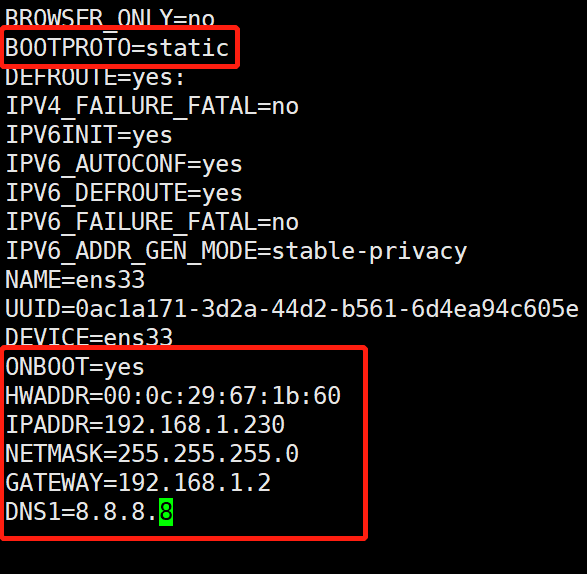 BROWSER_ONLY=no
BOOTPROTO=static
DEFROUTE=yes:
IPV4_FAILURE_FATAL=no
IPV6INIT=yes
IPV6_AUTOCONF=yes
IPV6_DEFROUTE=yes
IPV6_FAILURE_FATAL=no
IPV6_ADDR_GEN_MODE=stable-privacy
NAME=ens33
UUID=0ac1a171-3d2a-44d2-b561-6d4ea94c605e
DEVICE=ens33
ONBOOT=yes
HWADDR=00:0c:29:67:1b:60
IPADDR=192.168.1.230
NETMASK=255.255.255.0
GATEWAY=192.168.1.2
DNS1=8.8.8.8